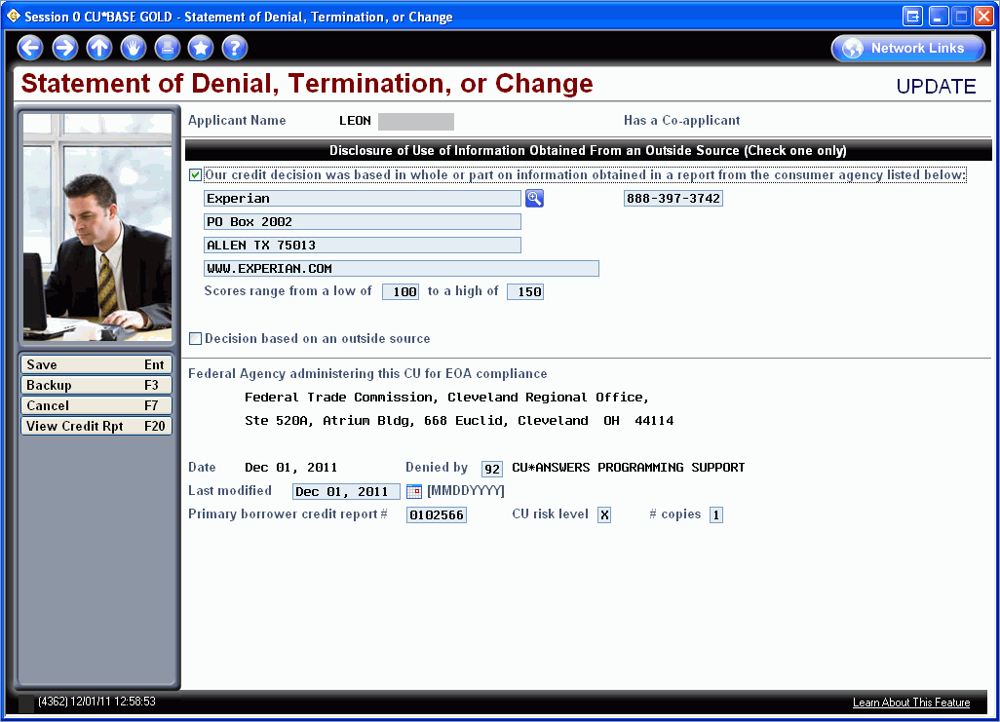 Session 0 CU*BASE GOLD - Statement of Denial, Termination, or Change
Network Links
Statement of Denial, Termination, or Change
UPDATE
Applicant Name LEON Has a Co-applicant
Disclosure of Use of Information Obtained From an Outside Source (Check one only)
Our credit decision was based in whole or part on information obtained in a report from the consumer agency listed below:
Experian 888-397-3742
PO Box 2002
ALLEN TX 75013
WWW.EXPERIAN.COM
Scores range from a low of 100 to a high of 150
Decision based on an outside source
Save Ent
Backup F3
Cancel F7
View Credit Rpt F20
Federal Agency administering this CU for EOA compliance
Federal Trade Commission, Cleveland Regional Office,
Ste 520A, Atrium Bldg, 668 Euclid, Cleveland OH 44114
Date Dec 01, 2011 Denied by 92 CU*ANSWERS PROGRAMMING SUPPORT
Last modified Dec 01, 2011 [MMDDYYYY]
Primary borrower credit report # 0102566 CU risk level X # copies 1
(4362) 12/01/11 12:58:53
Learn About This Feature